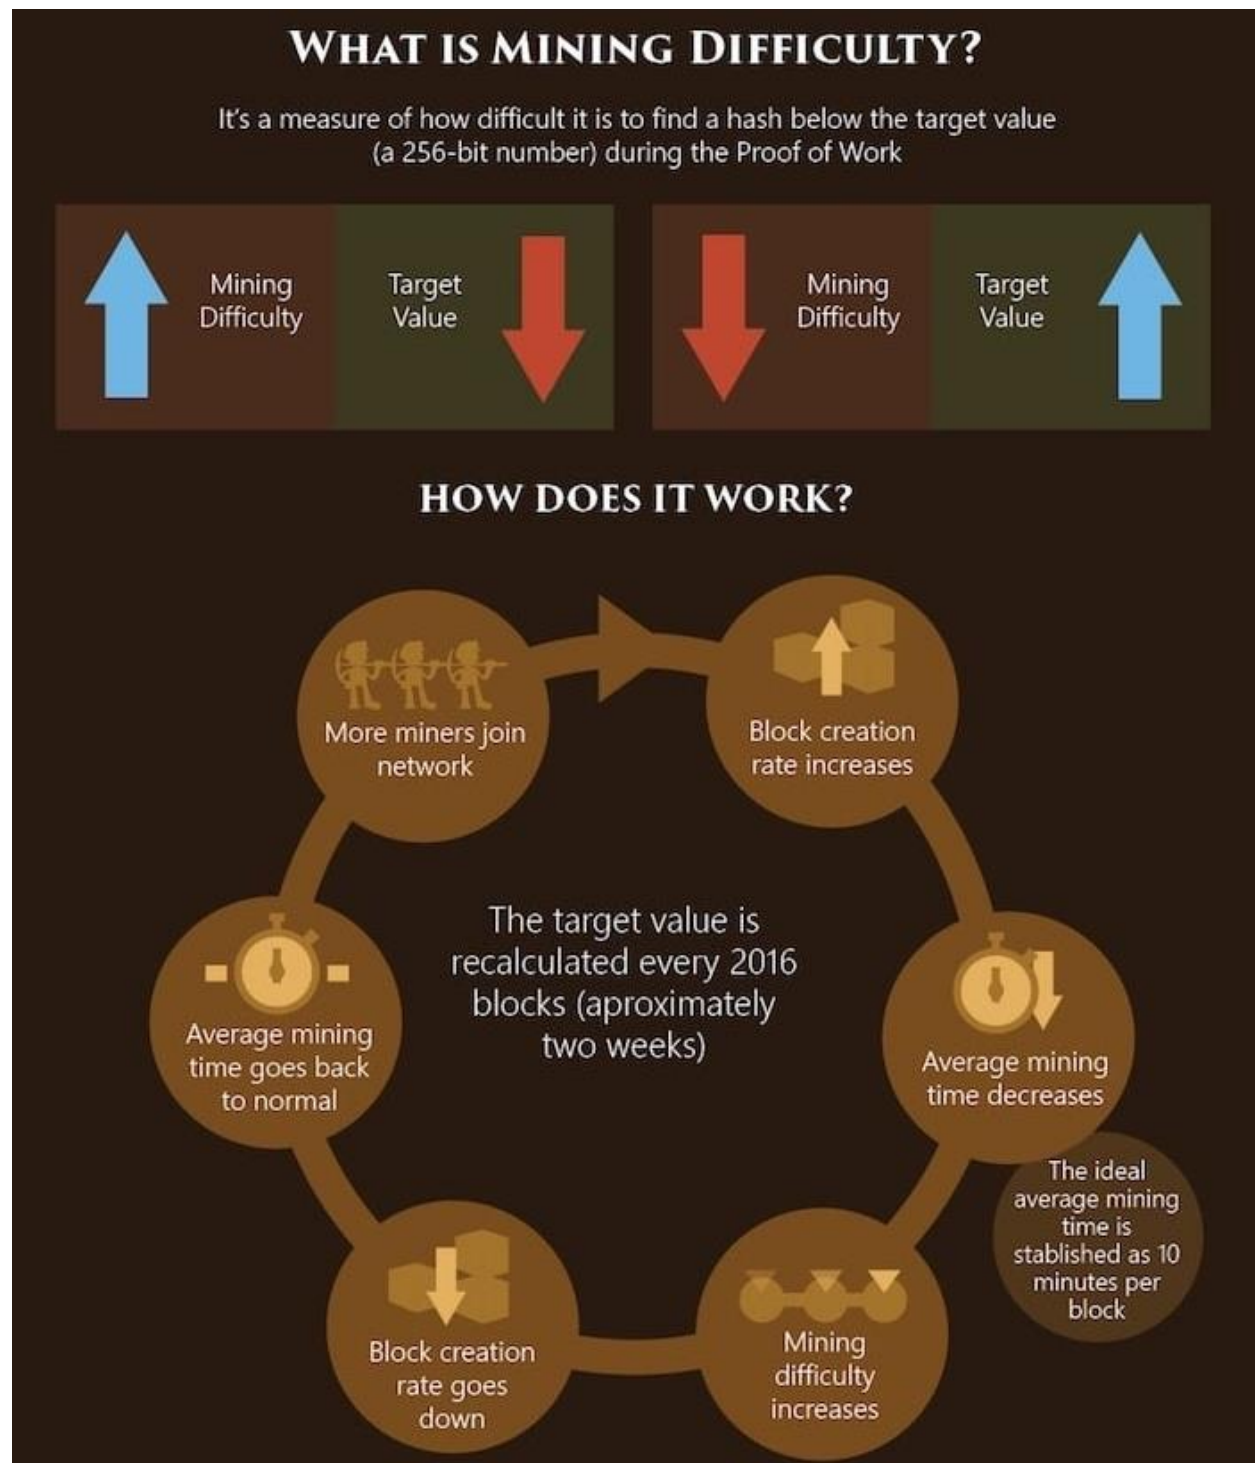 WHAT IS MINING DIFFICULTY?
It's a measure of how difficult it is to find a hash below the target value
(a 256-bit number) during the Proof of Work
Mining
Difficulty
Target
Value
Mining
Difficulty
Target
Value
HOW DOES IT WORK?
More miners join
network
Block creation
rate increases
Average mining
time decreases
The ideal
average mining
time is
stablished as 10
minutes per
block
Mining
difficulty
increases
Block creation
rate goes
down
Average mining
time goes back
to normal
The target value is
recalculated every 2016
blocks (aproximately
two weeks)